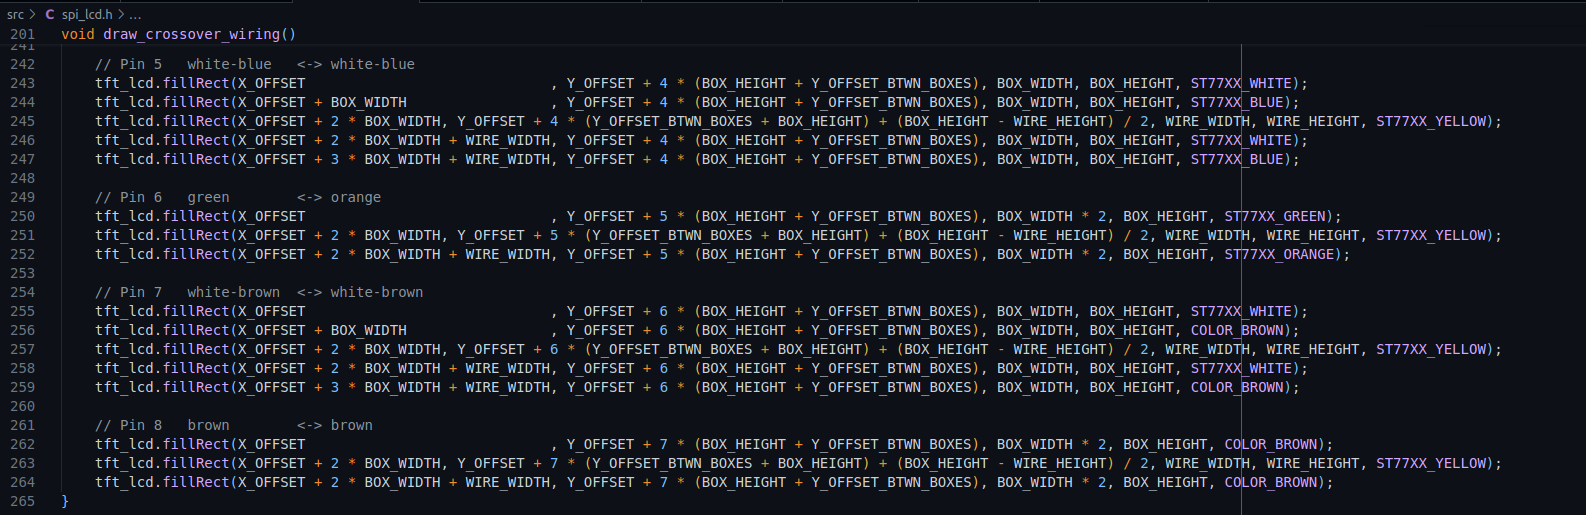 src > C spi_lcd.h > ...
201 void draw_crossover_wiring()
241
242 // Pin 5   white-blue   <-> white-blue
243 tft_lcd.fillRect(X_OFFSET                             , Y_OFFSET + 4 * (BOX_HEIGHT + Y_OFFSET_BTWN_BOXES), BOX_WIDTH, BOX_HEIGHT, ST77XX_WHITE);
244 tft_lcd.fillRect(X_OFFSET + BOX_WIDTH                 , Y_OFFSET + 4 * (BOX_HEIGHT + Y_OFFSET_BTWN_BOXES), BOX_WIDTH, BOX_HEIGHT, ST77XX_BLUE);
245 tft_lcd.fillRect(X_OFFSET + 2 * BOX_WIDTH, Y_OFFSET + 4 * (Y_OFFSET_BTWN_BOXES + BOX_HEIGHT) + (BOX_HEIGHT - WIRE_HEIGHT) / 2, WIRE_WIDTH, WIRE_HEIGHT, ST77XX_YELLOW);
246 tft_lcd.fillRect(X_OFFSET + 2 * BOX_WIDTH + WIRE_WIDTH, Y_OFFSET + 4 * (BOX_HEIGHT + Y_OFFSET_BTWN_BOXES), BOX_WIDTH, BOX_HEIGHT, ST77XX_WHITE);
247 tft_lcd.fillRect(X_OFFSET + 3 * BOX_WIDTH + WIRE_WIDTH, Y_OFFSET + 4 * (BOX_HEIGHT + Y_OFFSET_BTWN_BOXES), BOX_WIDTH, BOX_HEIGHT, ST77XX_BLUE);
248
249 // Pin 6   green        <-> orange
250 tft_lcd.fillRect(X_OFFSET                             , Y_OFFSET + 5 * (BOX_HEIGHT + Y_OFFSET_BTWN_BOXES), BOX_WIDTH * 2, BOX_HEIGHT, ST77XX_GREEN);
251 tft_lcd.fillRect(X_OFFSET + 2 * BOX_WIDTH, Y_OFFSET + 5 * (Y_OFFSET_BTWN_BOXES + BOX_HEIGHT) + (BOX_HEIGHT - WIRE_HEIGHT) / 2, WIRE_WIDTH, WIRE_HEIGHT, ST77XX_YELLOW);
252 tft_lcd.fillRect(X_OFFSET + 2 * BOX_WIDTH + WIRE_WIDTH, Y_OFFSET + 5 * (BOX_HEIGHT + Y_OFFSET_BTWN_BOXES), BOX_WIDTH * 2, BOX_HEIGHT, ST77XX_ORANGE);
253
254 // Pin 7   white-brown  <-> white-brown
255 tft_lcd.fillRect(X_OFFSET                             , Y_OFFSET + 6 * (BOX_HEIGHT + Y_OFFSET_BTWN_BOXES), BOX_WIDTH, BOX_HEIGHT, ST77XX_WHITE);
256 tft_lcd.fillRect(X_OFFSET + BOX_WIDTH                 , Y_OFFSET + 6 * (BOX_HEIGHT + Y_OFFSET_BTWN_BOXES), BOX_WIDTH, BOX_HEIGHT, COLOR_BROWN);
257 tft_lcd.fillRect(X_OFFSET + 2 * BOX_WIDTH, Y_OFFSET + 6 * (Y_OFFSET_BTWN_BOXES + BOX_HEIGHT) + (BOX_HEIGHT - WIRE_HEIGHT) / 2, WIRE_WIDTH, WIRE_HEIGHT, ST77XX_YELLOW);
258 tft_lcd.fillRect(X_OFFSET + 2 * BOX_WIDTH + WIRE_WIDTH, Y_OFFSET + 6 * (BOX_HEIGHT + Y_OFFSET_BTWN_BOXES), BOX_WIDTH, BOX_HEIGHT, ST77XX_WHITE);
259 tft_lcd.fillRect(X_OFFSET + 3 * BOX_WIDTH + WIRE_WIDTH, Y_OFFSET + 6 * (BOX_HEIGHT + Y_OFFSET_BTWN_BOXES), BOX_WIDTH, BOX_HEIGHT, COLOR_BROWN);
260
261 // Pin 8   brown        <-> brown
262 tft_lcd.fillRect(X_OFFSET                             , Y_OFFSET + 7 * (BOX_HEIGHT + Y_OFFSET_BTWN_BOXES), BOX_WIDTH * 2, BOX_HEIGHT, COLOR_BROWN);
263 tft_lcd.fillRect(X_OFFSET + 2 * BOX_WIDTH, Y_OFFSET + 7 * (Y_OFFSET_BTWN_BOXES + BOX_HEIGHT) + (BOX_HEIGHT - WIRE_HEIGHT) / 2, WIRE_WIDTH, WIRE_HEIGHT, ST77XX_YELLOW);
264 tft_lcd.fillRect(X_OFFSET + 2 * BOX_WIDTH + WIRE_WIDTH, Y_OFFSET + 7 * (BOX_HEIGHT + Y_OFFSET_BTWN_BOXES), BOX_WIDTH * 2, BOX_HEIGHT, COLOR_BROWN);
265 }